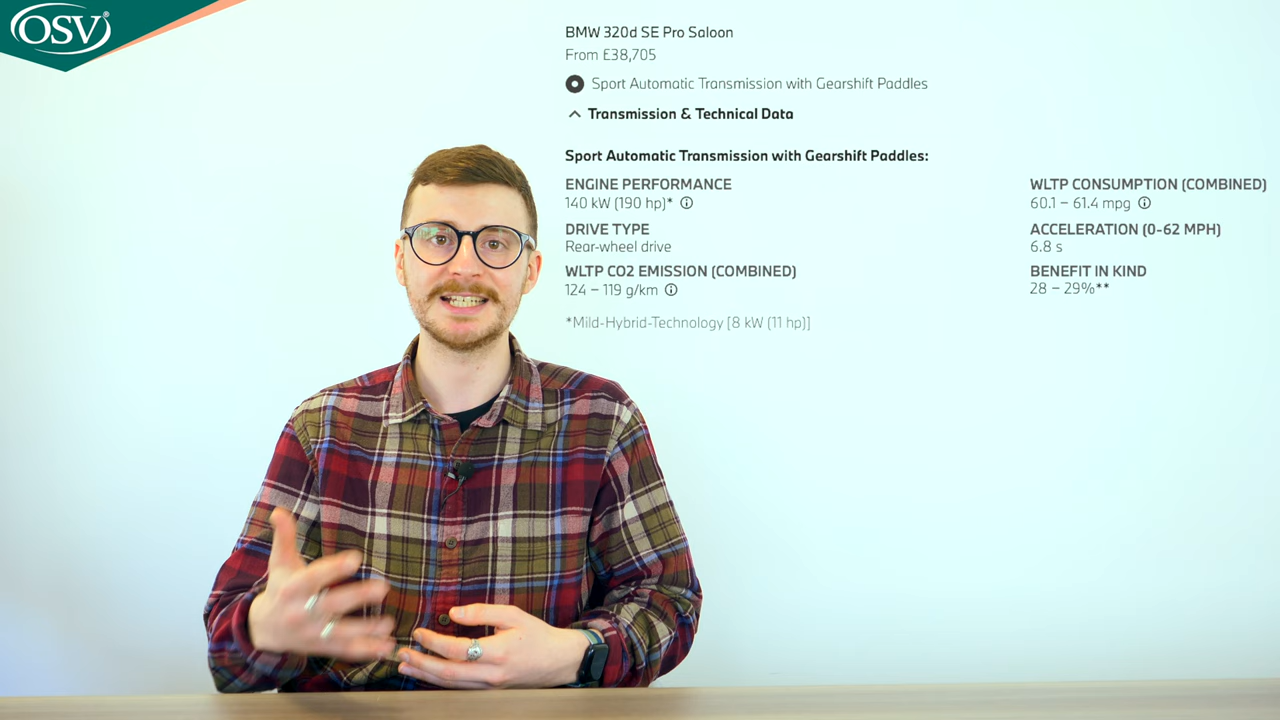 OSV®
BMW 320d SE Pro Saloon
From £38,705
Sport Automatic Transmission with Gearshift Paddles
Transmission & Technical Data
Sport Automatic Transmission with Gearshift Paddles:
ENGINE PERFORMANCE
140 kW (190 hp)*
WLTP CONSUMPTION (COMBINED)
60.1 – 61.4 mpg
DRIVE TYPE
Rear-wheel drive
ACCELERATION (0-62 MPH)
6.8 s
WLTP CO2 EMISSION (COMBINED)
124 – 119 g/km
BENEFIT IN KIND
28 – 29%**
*Mild-Hybrid-Technology [8 kW (11 hp)]